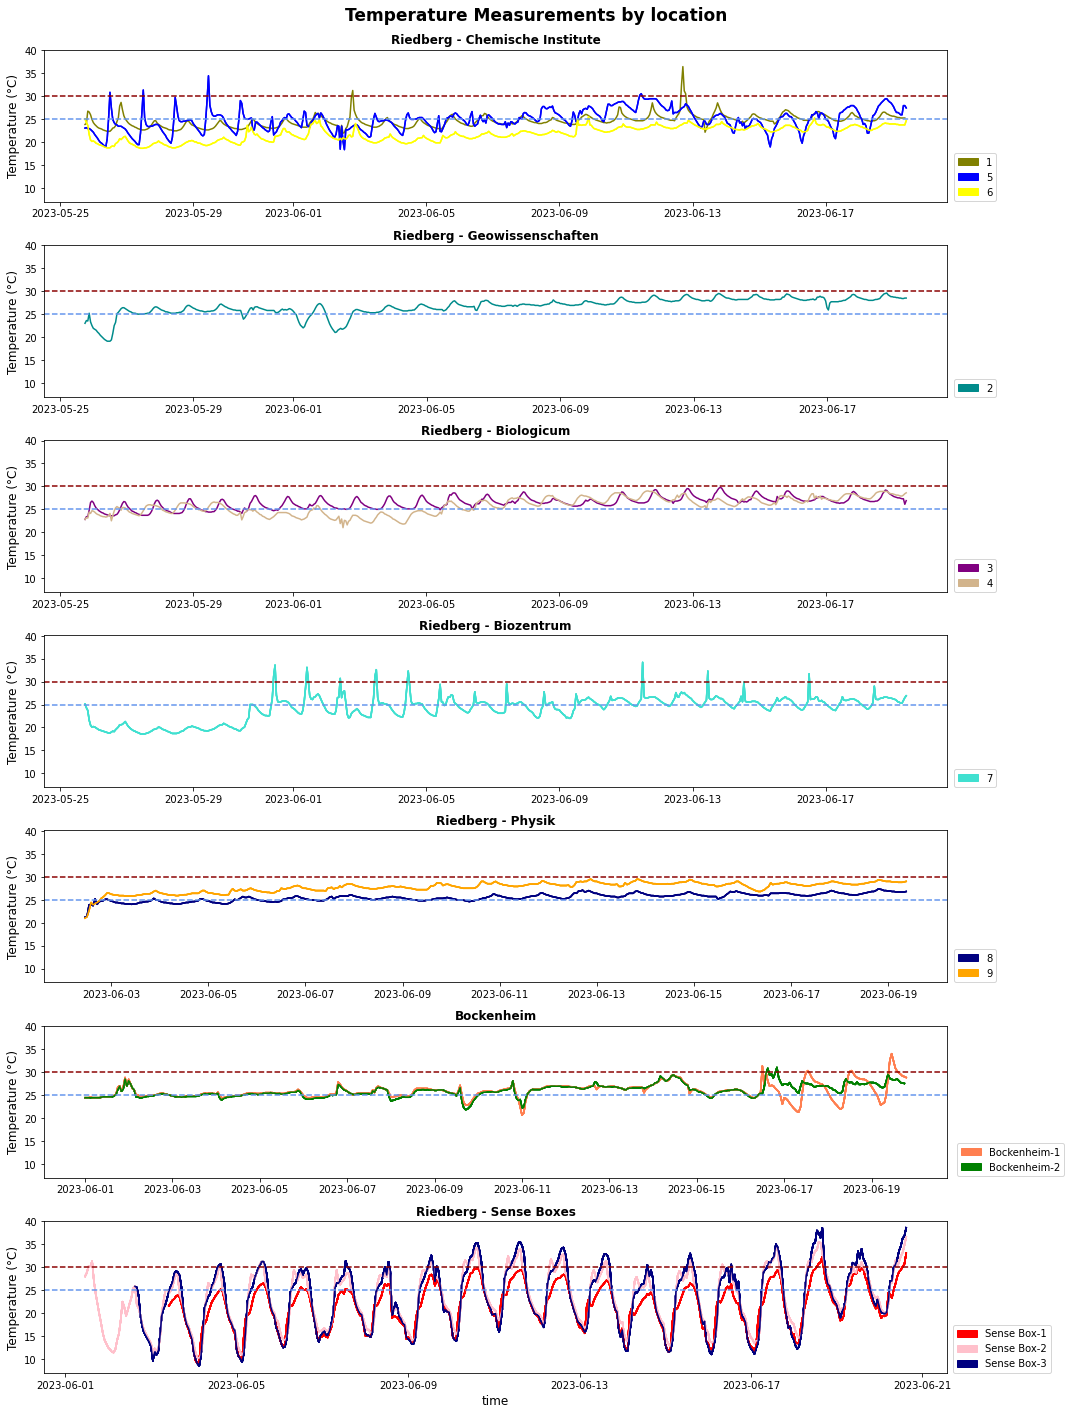 Temperature Measurements by location
Riedberg - Chemische Institute
Temperature (°C)
40
35
30
25
20
15
10
2023-05-25 2023-05-29 2023-06-01 2023-06-05 2023-06-09 2023-06-13 2023-06-17
1
5
6
Riedberg - Geowissenschaften
Temperature (°C)
40
35
30
25
20
15
10
2023-05-25 2023-05-29 2023-06-01 2023-06-05 2023-06-09 2023-06-13 2023-06-17
2
Riedberg - Biologicum
Temperature (°C)
40
35
30
25
20
15
10
2023-05-25 2023-05-29 2023-06-01 2023-06-05 2023-06-09 2023-06-13 2023-06-17
3
4
Riedberg - Biozentrum
Temperature (°C)
40
35
30
25
20
15
10
2023-05-25 2023-05-29 2023-06-01 2023-06-05 2023-06-09 2023-06-13 2023-06-17
7
Riedberg - Physik
Temperature (°C)
40
35
30
25
20
15
10
2023-06-03 2023-06-05 2023-06-07 2023-06-09 2023-06-11 2023-06-13 2023-06-15 2023-06-17 2023-06-19
8
9
Bockenheim
Temperature (°C)
40
35
30
25
20
15
10
2023-06-01 2023-06-03 2023-06-05 2023-06-07 2023-06-09 2023-06-11 2023-06-13 2023-06-15 2023-06-17 2023-06-19
Bockenheim-1
Bockenheim-2
Riedberg - Sense Boxes
Temperature (°C)
40
35
30
25
20
15
10
2023-06-01 2023-06-05 2023-06-09 2023-06-13 2023-06-17 2023-06-21
Sense Box-1
Sense Box-2
Sense Box-3
time